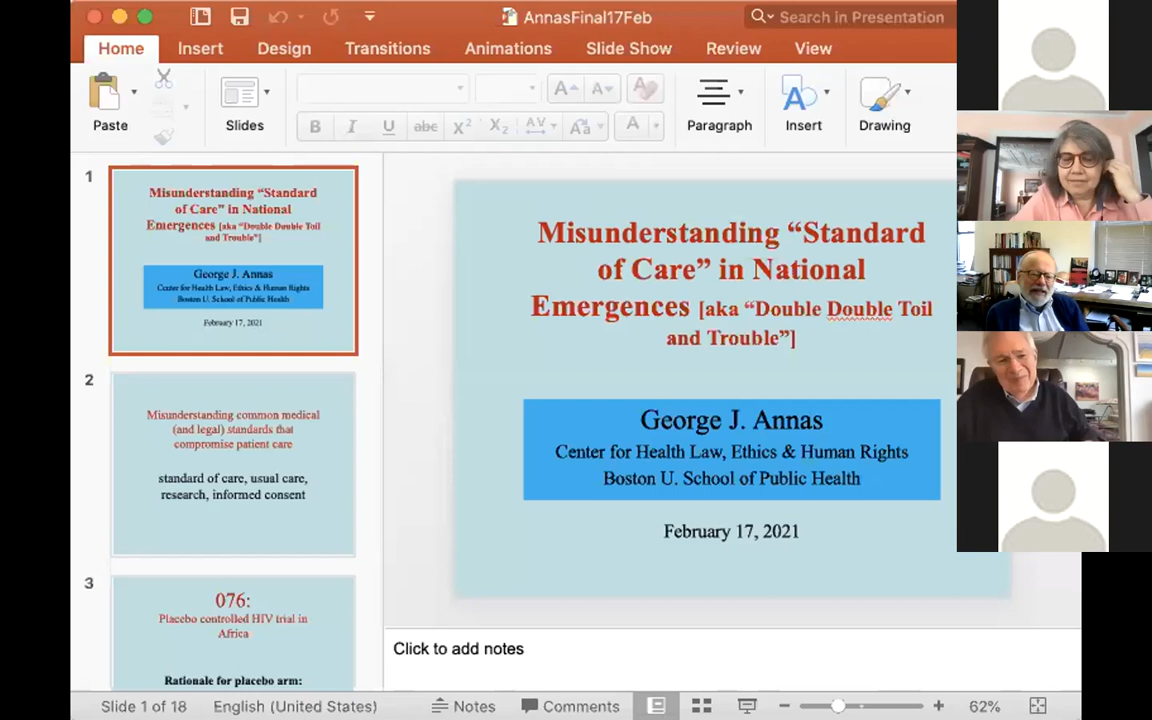 AnnasFinal17Feb
Search in Presentation
Home Insert Design Transitions Animations Slide Show Review View
Paste
Slides
B I U abc X² X₂ AV Aa A
A A A
Paragraph
Insert
Drawing
1
Misunderstanding “Standard
of Care” in National
Emergences [aka “Double Double Toil
and Trouble”]
George J. Annas
Center for Health Law, Ethics & Human Rights
Boston U. School of Public Health
February 17, 2021
2
Misunderstanding common medical
(and legal) standards that
compromise patient care
standard of care, usual care,
research, informed consent
3
076:
Placebo controlled HIV trial in
Africa
Rationale for placebo arm:
Misunderstanding “Standard
of Care” in National
Emergences [aka “Double Double Toil
and Trouble”]
George J. Annas
Center for Health Law, Ethics & Human Rights
Boston U. School of Public Health
February 17, 2021
Click to add notes
Slide 1 of 18 English (United States) Notes Comments 62%